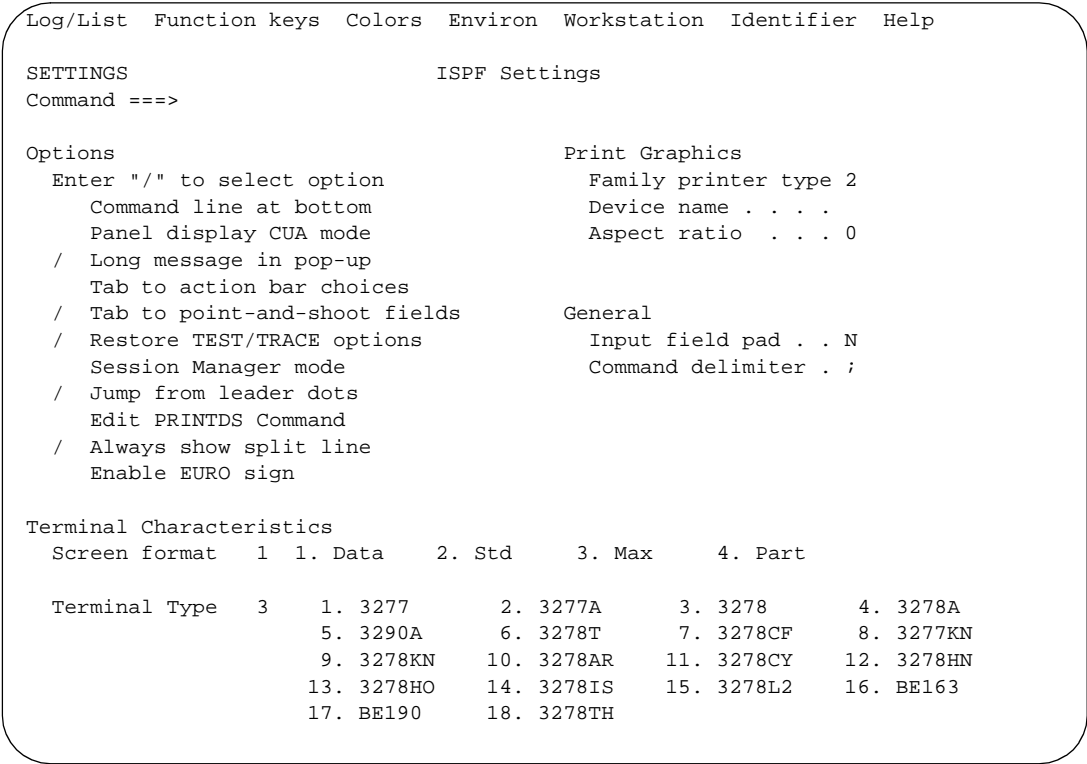 Log/List  Function keys  Colors  Environ  Workstation  Identifier  Help
SETTINGS                        ISPF Settings
Command ===>
Options                                   Print Graphics
  Enter "/" to select option                Family printer type 2
     Command line at bottom                 Device name . . . .
     Panel display CUA mode                 Aspect ratio  . . . 0
  /  Long message in pop-up
     Tab to action bar choices
  /  Tab to point-and-shoot fields        General
  /  Restore TEST/TRACE options             Input field pad . . N
     Session Manager mode                   Command delimiter . ;
  /  Jump from leader dots
     Edit PRINTDS Command
  /  Always show split line
     Enable EURO sign
Terminal Characteristics
  Screen format   1  1. Data    2. Std     3. Max     4. Part
  Terminal Type   3    1. 3277       2. 3277A      3. 3278       4. 3278A
                       5. 3290A      6. 3278T      7. 3278CF     8. 3277KN
                       9. 3278KN    10. 3278AR    11. 3278CY    12. 3278HN
                      13. 3278HO    14. 3278IS    15. 3278L2    16. BE163
                      17. BE190     18. 3278TH